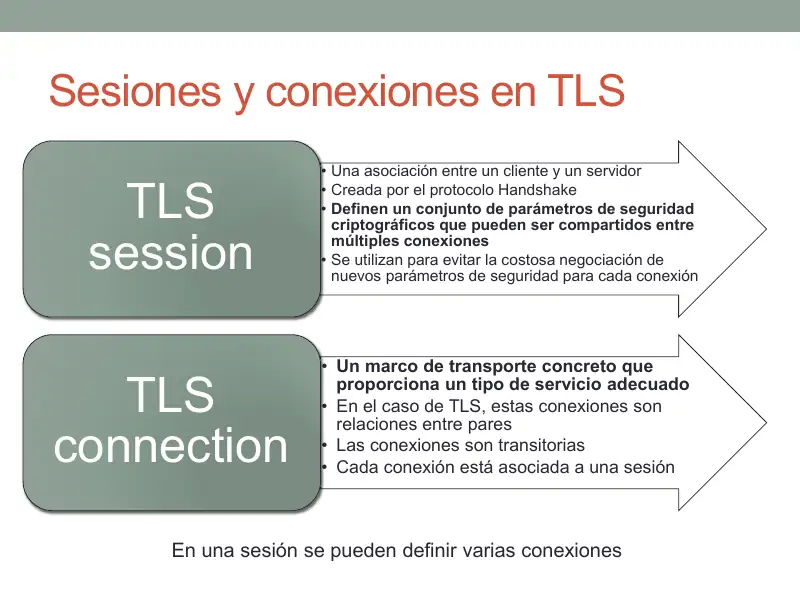 Sesiones y conexiones en TLS
TLS
session
• Una asociación entre un cliente y un servidor
• Creada por el protocolo Handshake
• Definen un conjunto de parámetros de seguridad
criptográficos que pueden ser compartidos entre
múltiples conexiones
• Se utilizan para evitar la costosa negociación de
nuevos parámetros de seguridad para cada conexión
TLS
connection
• Un marco de transporte concreto que
proporciona un tipo de servicio adecuado
• En el caso de TLS, estas conexiones son
relaciones entre pares
• Las conexiones son transitorias
• Cada conexión está asociada a una sesión
En una sesión se pueden definir varias conexiones